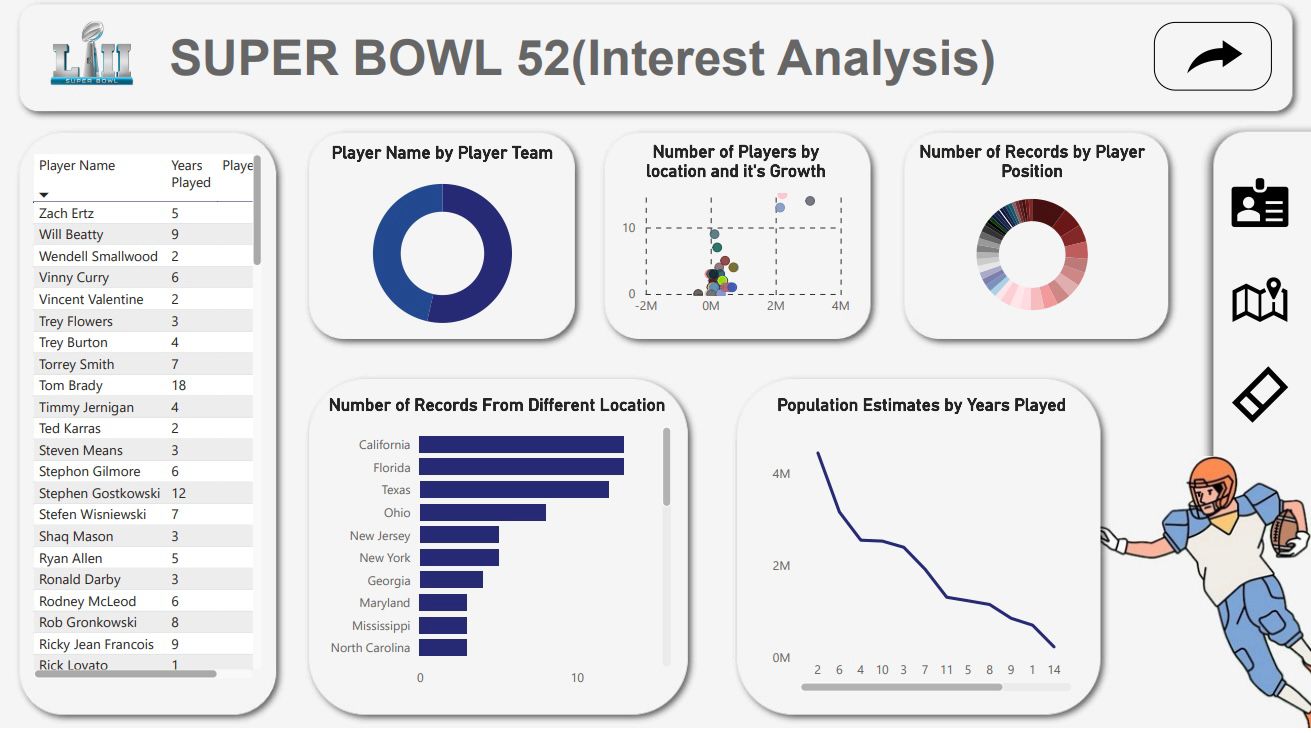 LII
SUPER BOWL
SUPER BOWL 52(Interest Analysis)
Player Name Years Played Playe
Zach Ertz 5
Will Beatty 9
Wendell Smallwood 2
Vinny Curry 6
Vincent Valentine 2
Trey Flowers 3
Trey Burton 4
Torrey Smith 7
Tom Brady 18
Timmy Jernigan 4
Ted Karras 2
Steven Means 3
Stephon Gilmore 6
Stephen Gostkowski 12
Stefen Wisniewski 7
Shaq Mason 3
Ryan Allen 5
Ronald Darby 3
Rodney McLeod 6
Rob Gronkowski 8
Ricky Jean Francois 9
Rick Lovato 1
Player Name by Player Team
Number of Players by
location and it's Growth
10
0
-2M 0M 2M 4M
Number of Records by Player
Position
Number of Records From Different Location
California
Florida
Texas
Ohio
New Jersey
New York
Georgia
Maryland
Mississippi
North Carolina
0 10
Population Estimates by Years Played
4M
2M
0M
2 6 4 10 3 7 11 5 8 9 1 14